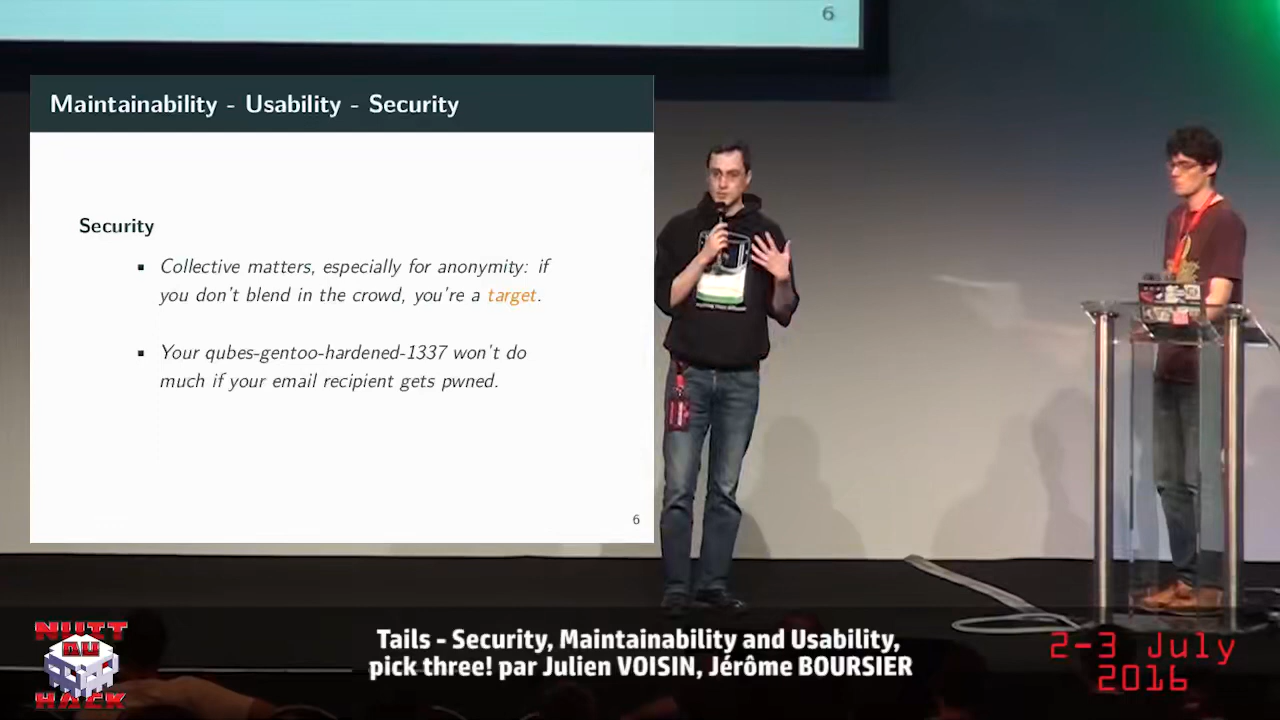 6
Maintainability - Usability - Security
Security
▪ Collective matters, especially for anonymity: if
you don't blend in the crowd, you're a target.
▪ Your qubes-gentoo-hardened-1337 won't do
much if your email recipient gets pwned.
6
NUIT
DU
HACK
Tails - Security, Maintainability and Usability,
pick three! par Julien VOISIN, Jérôme BOURSIER
2-3 July
2016